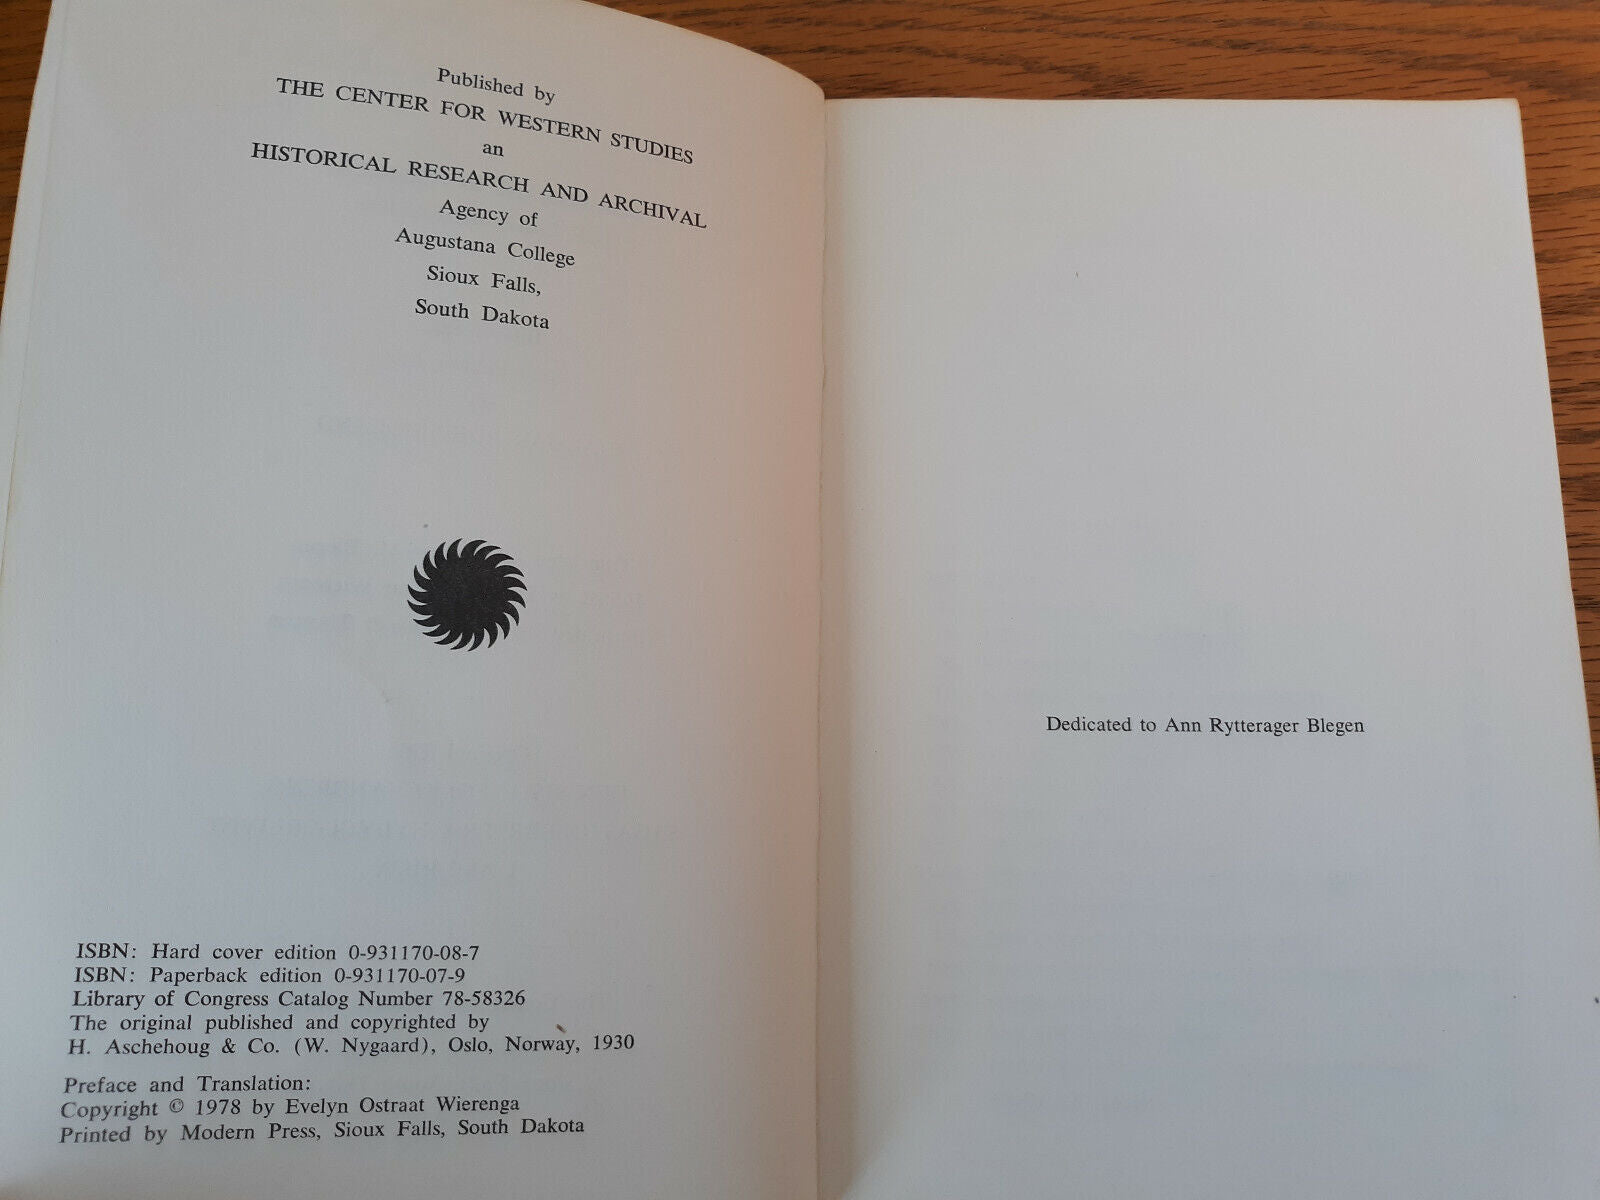 Published by
THE CENTER FOR WESTERN STUDIES
an
HISTORICAL RESEARCH AND ARCHIVAL
Agency of
Augustana College
Sioux Falls,
South Dakota
ISBN: Hard cover edition 0-931170-08-7
ISBN: Paperback edition 0-931170-07-9
Library of Congress Catalog Number 78-58326
The original published and copyrighted by
H. Aschehoug & Co. (W. Nygaard), Oslo, Norway, 1930
Preface and Translation:
Copyright © 1978 by Evelyn Ostraat Wierenga
Printed by Modern Press, Sioux Falls, South Dakota
Dedicated to Ann Rytterager Blegen